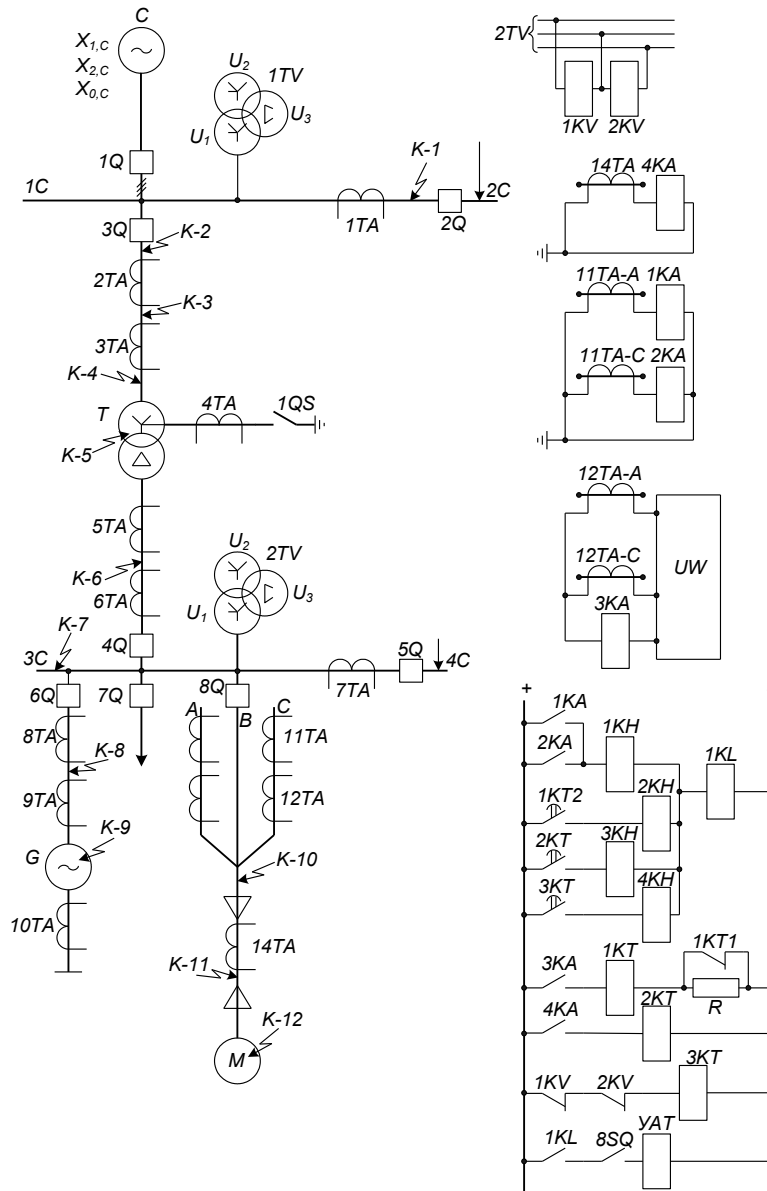 C
X1,C
X2,C
X0,C
U2
1TV
U3
U1
K-1
1Q
1C
2C
1TA
2Q
3Q
K-2
2TA
K-3
3TA
K-4
T
4TA
1QS
K-5
5TA
K-6
6TA
U2
2TV
U3
U1
4Q
K-7
3C
5Q
4C
7TA
6Q
7Q
8Q
A
B
C
8TA
11TA
K-8
9TA
12TA
G
K-9
K-10
10TA
14TA
K-11
K-12
M
2TV
1KV
2KV
14TA
4KA
11TA-A
1KA
11TA-C
2KA
12TA-A
12TA-C
3KA
UW
+
1KA
1KH
2KA
1KL
1KT2
2KH
2KT
3KH
3KT
4KH
3KA
1KT
1KT1
R
4KA
2KT
3KT
1KV
2KV
1KL
8SQ
УАТ